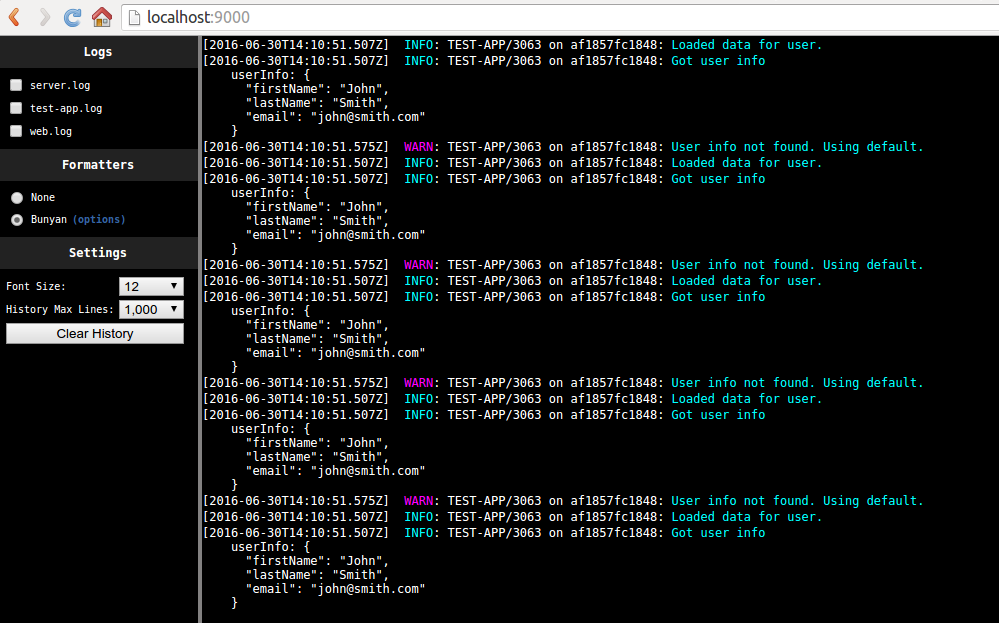 localhost:9000
Logs
server.log
test-app.log
web.log
Formatters
None
Bunyan (options)
Settings
Font Size: 12
History Max Lines: 1,000
Clear History
[2016-06-30T14:10:51.507Z]  INFO: TEST-APP/3063 on af1857fc1848: Loaded data for user.
[2016-06-30T14:10:51.507Z]  INFO: TEST-APP/3063 on af1857fc1848: Got user info
    userInfo: {
      "firstName": "John",
      "lastName": "Smith",
      "email": "john@smith.com"
    }
[2016-06-30T14:10:51.575Z]  WARN: TEST-APP/3063 on af1857fc1848: User info not found. Using default.
[2016-06-30T14:10:51.507Z]  INFO: TEST-APP/3063 on af1857fc1848: Loaded data for user.
[2016-06-30T14:10:51.507Z]  INFO: TEST-APP/3063 on af1857fc1848: Got user info
    userInfo: {
      "firstName": "John",
      "lastName": "Smith",
      "email": "john@smith.com"
    }
[2016-06-30T14:10:51.575Z]  WARN: TEST-APP/3063 on af1857fc1848: User info not found. Using default.
[2016-06-30T14:10:51.507Z]  INFO: TEST-APP/3063 on af1857fc1848: Loaded data for user.
[2016-06-30T14:10:51.507Z]  INFO: TEST-APP/3063 on af1857fc1848: Got user info
    userInfo: {
      "firstName": "John",
      "lastName": "Smith",
      "email": "john@smith.com"
    }
[2016-06-30T14:10:51.575Z]  WARN: TEST-APP/3063 on af1857fc1848: User info not found. Using default.
[2016-06-30T14:10:51.507Z]  INFO: TEST-APP/3063 on af1857fc1848: Loaded data for user.
[2016-06-30T14:10:51.507Z]  INFO: TEST-APP/3063 on af1857fc1848: Got user info
    userInfo: {
      "firstName": "John",
      "lastName": "Smith",
      "email": "john@smith.com"
    }
[2016-06-30T14:10:51.575Z]  WARN: TEST-APP/3063 on af1857fc1848: User info not found. Using default.
[2016-06-30T14:10:51.507Z]  INFO: TEST-APP/3063 on af1857fc1848: Loaded data for user.
[2016-06-30T14:10:51.507Z]  INFO: TEST-APP/3063 on af1857fc1848: Got user info
    userInfo: {
      "firstName": "John",
      "lastName": "Smith",
      "email": "john@smith.com"
    }